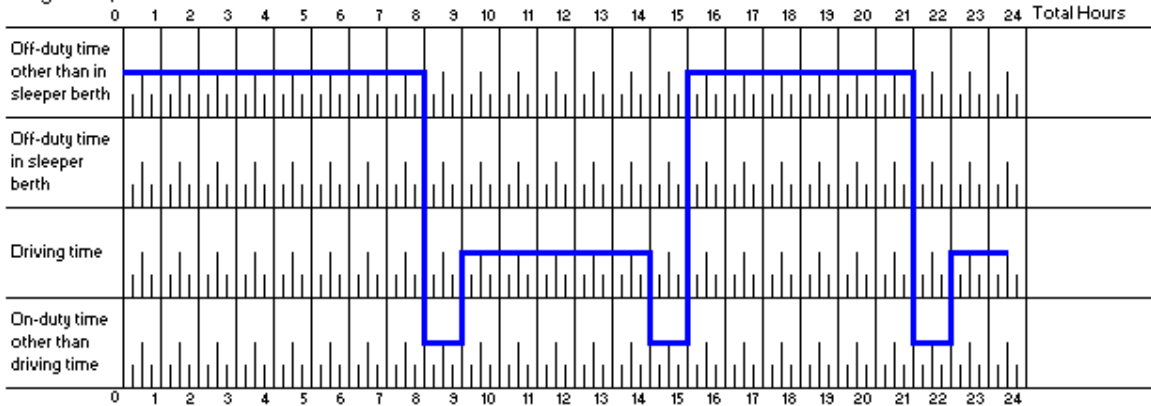 0 1 2 3 4 5 6 7 8 9 10 11 12 13 14 15 16 17 18 19 20 21 22 23 24 Total Hours
Off-duty time
other than in
sleeper berth
Off-duty time
in sleeper
berth
Driving time
On-duty time
other than
driving time
0 1 2 3 4 5 6 7 8 9 10 11 12 13 14 15 16 17 18 19 20 21 22 23 24